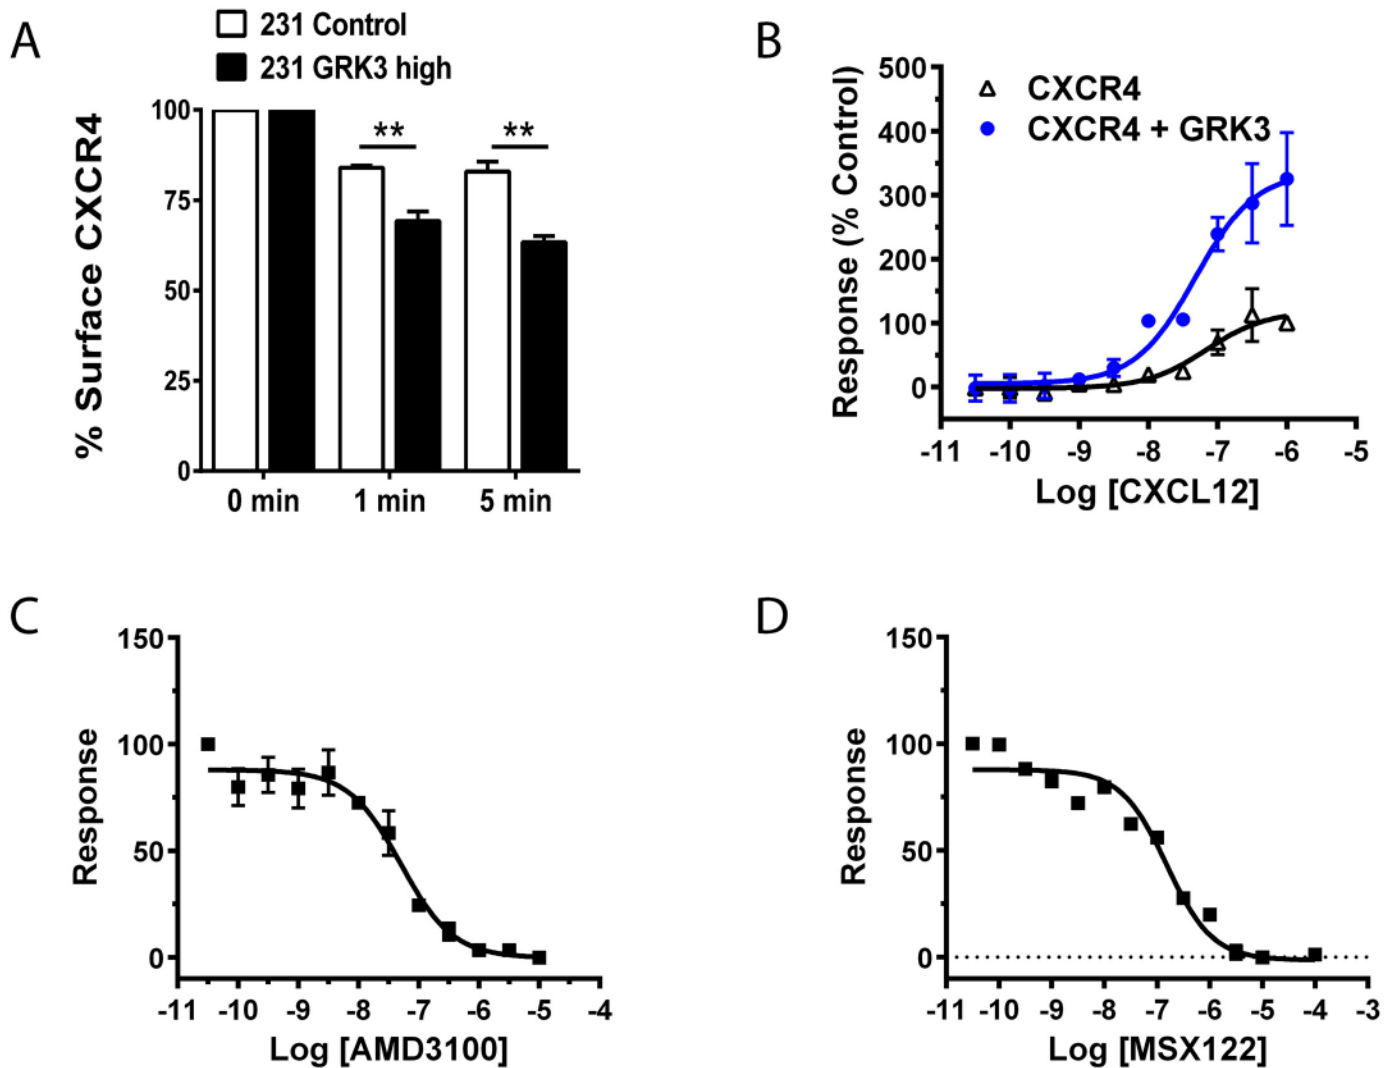 A
231 Control
231 GRK3 high
% Surface CXCR4
100
75
50
25
0
** **
0 min 1 min 5 min
B
CXCR4
CXCR4 + GRK3
Response (% Control)
500
400
300
200
100
0
-11 -10 -9 -8 -7 -6 -5
Log [CXCL12]
C
Response
150
100
50
0
-11 -10 -9 -8 -7 -6 -5 -4
Log [AMD3100]
D
Response
150
100
50
0
-11 -10 -9 -8 -7 -6 -5 -4 -3
Log [MSX122]